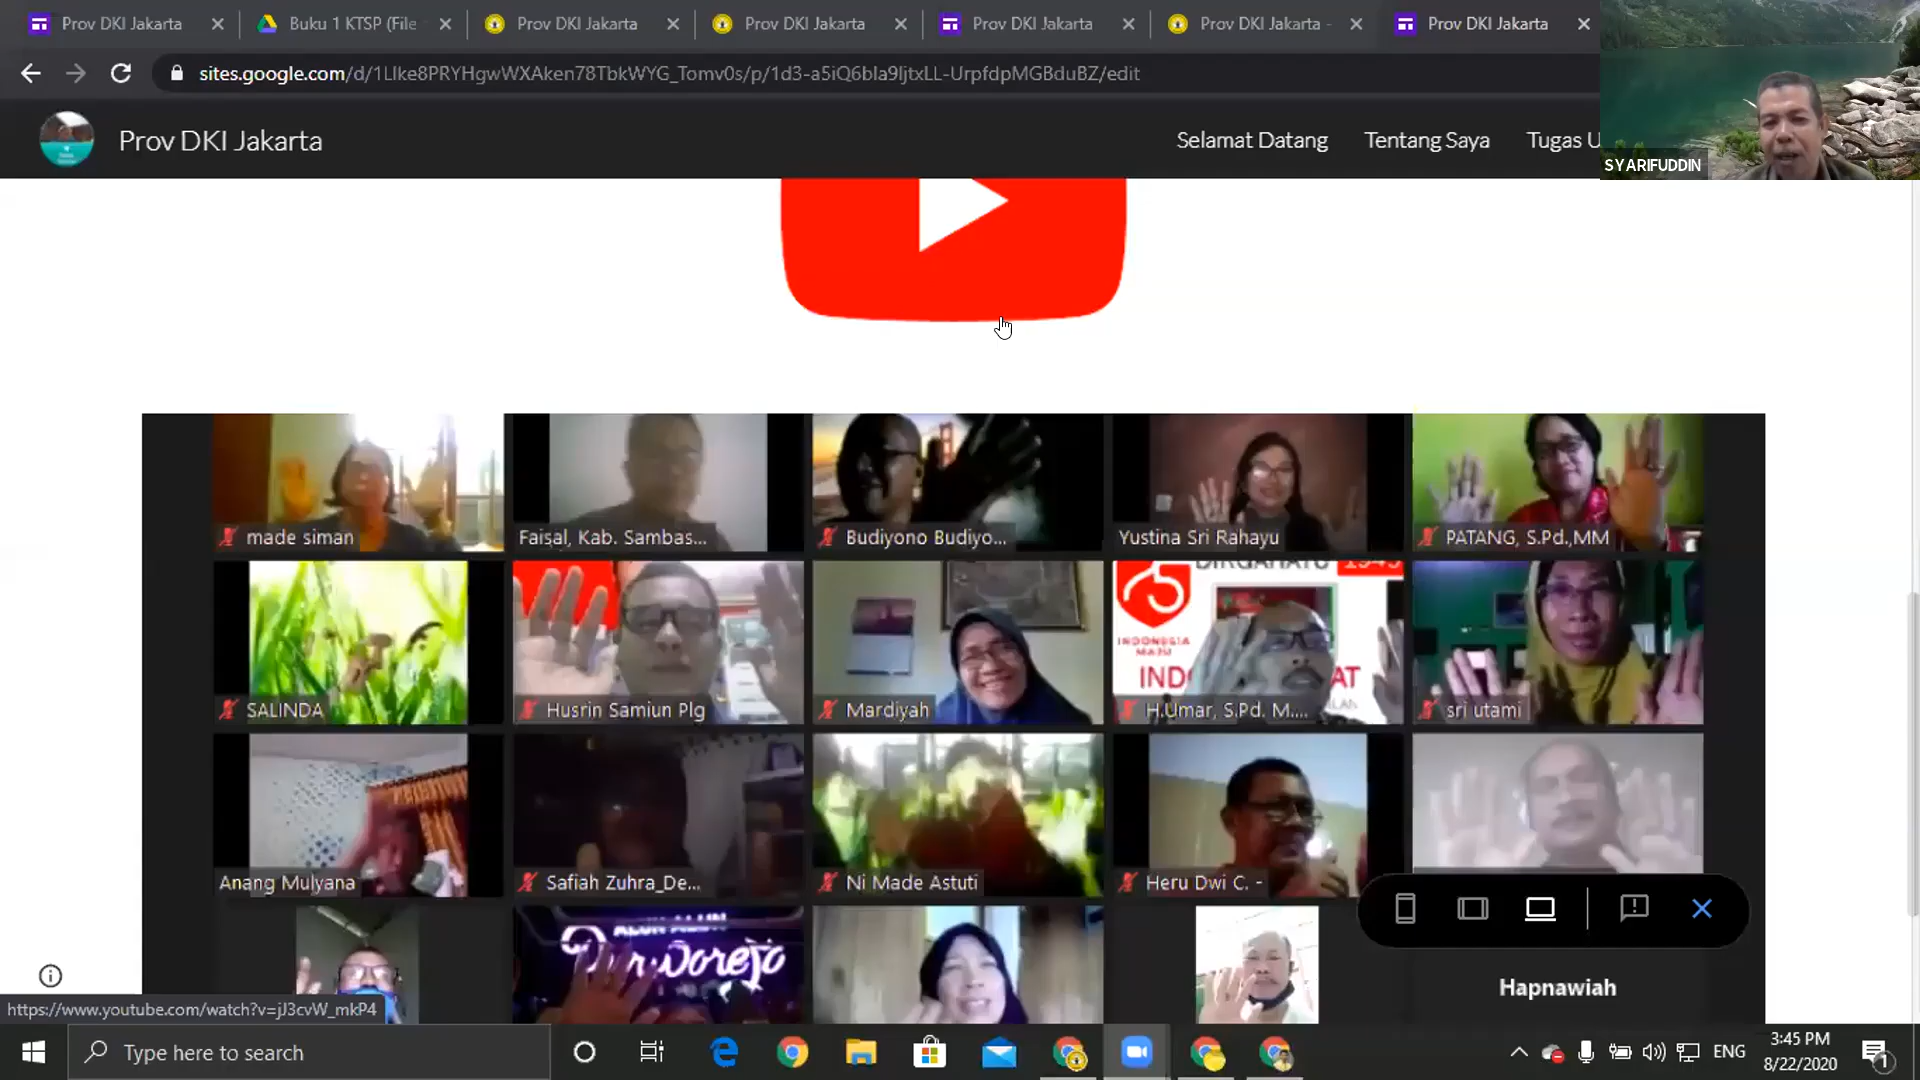 Prov DKI Jakarta
Buku 1 KTSP (File
Prov DKI Jakarta
Prov DKI Jakarta
Prov DKI Jakarta
Prov DKI Jakarta -
Prov DKI Jakarta
sites.google.com/d/1Llke8PRYHgwWXAken78TbkWYG_Tomv0s/p/1d3-a5iQ6bla9ljtxLL-UrpfdpMGBduBZ/edit
Prov DKI Jakarta
Selamat Datang
Tentang Saya
Tugas U
SYARIFUDDIN
made siman
Faisal, Kab. Sambas...
Budiyono Budiyo...
Yustina Sri Rahayu
PATANG, S.Pd.,MM
DIRGAHAYU 1945
INDONESIA
MAJU
SALINDA
Husrin Samiun Plg
Mardiyah
H.Umar, S.Pd. M....
sri utami
Anang Mulyana
Safiah Zuhra_De...
Ni Made Astuti
Heru Dwi C. -
Hapnawiah
https://www.youtube.com/watch?v=jJ3cvW_mkP4
Type here to search
ENG
3:45 PM
8/22/2020
1